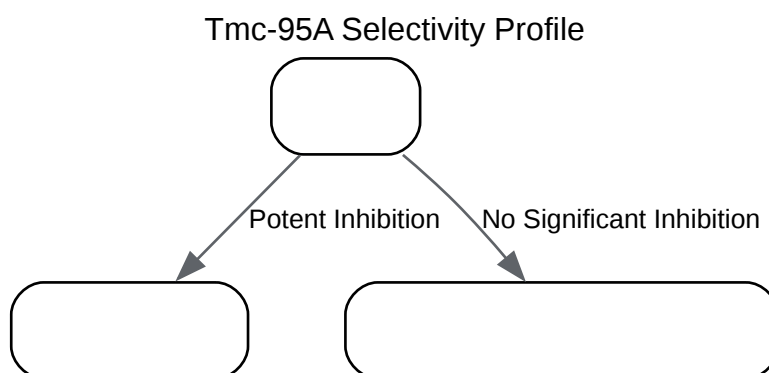 Tmc-95A Selectivity Profile
Potent Inhibition
No Significant Inhibition